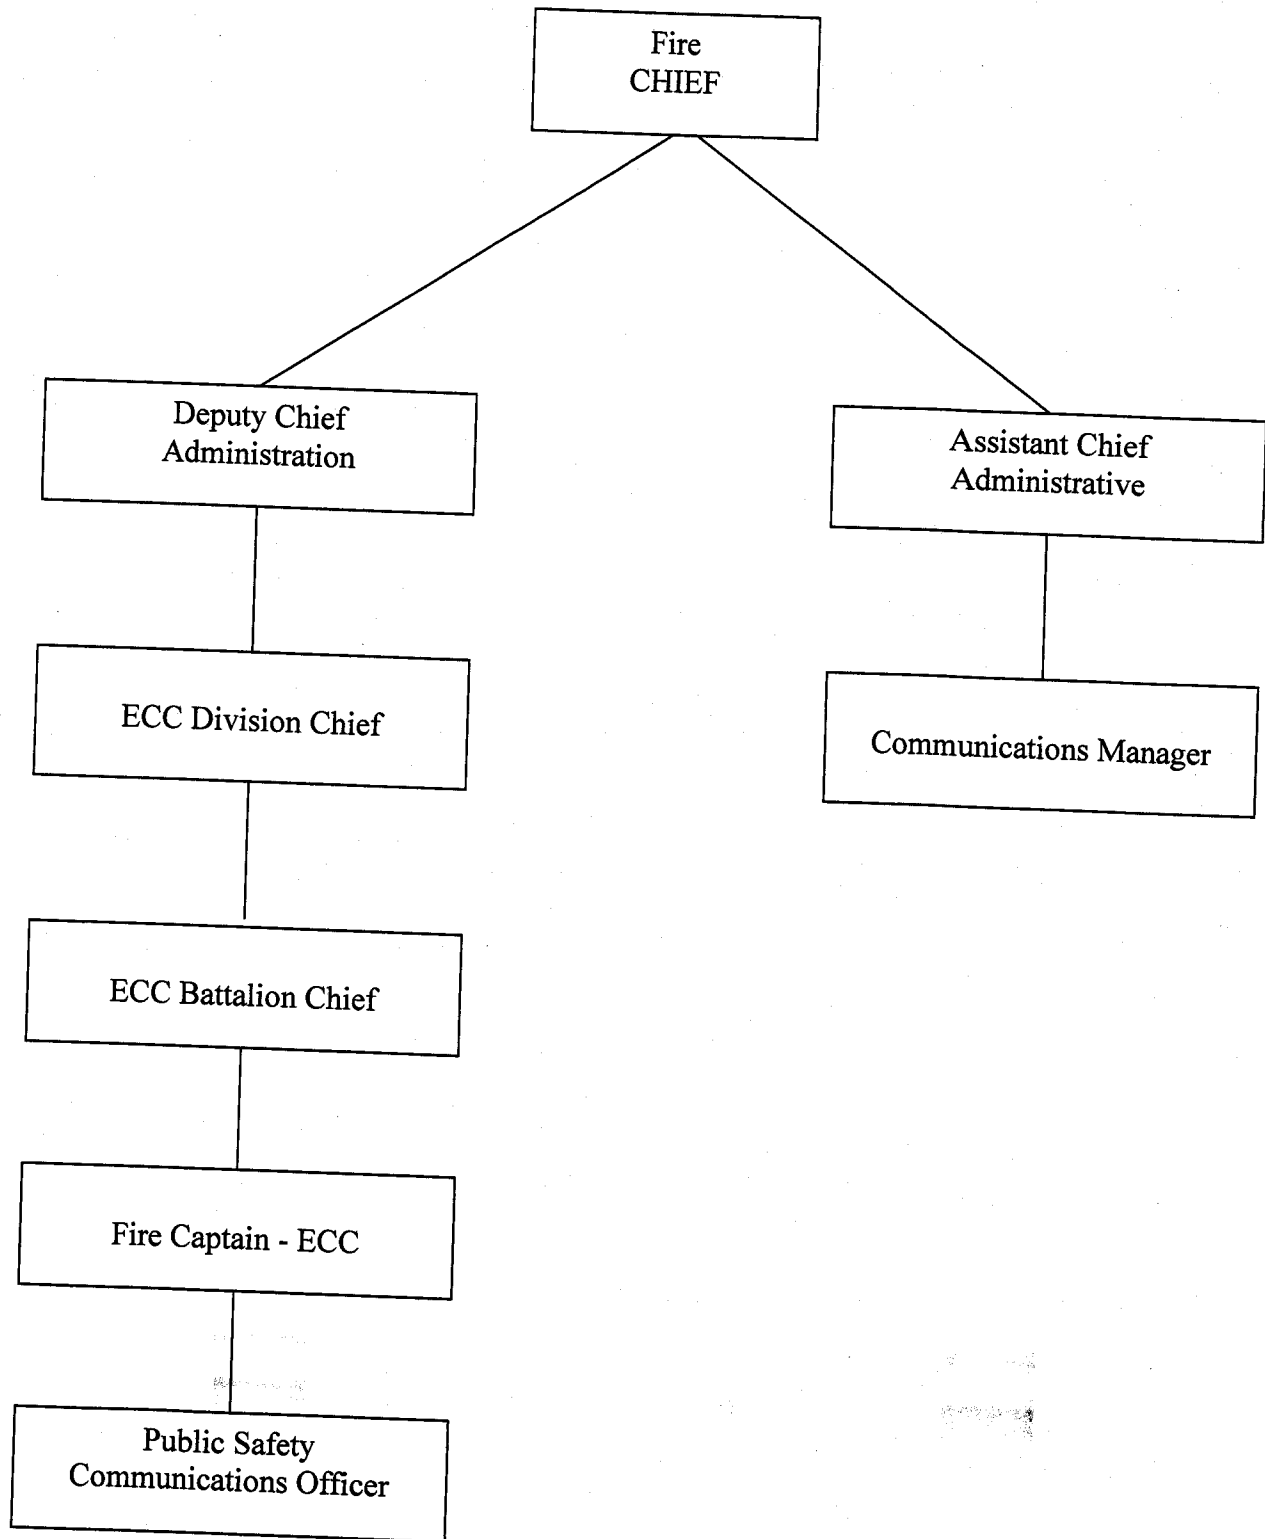 Fire
CHIEF
Deputy Chief
Administration
Assistant Chief
Administrative
ECC Division Chief
Communications Manager
ECC Battalion Chief
Fire Captain - ECC
Public Safety
Communications Officer